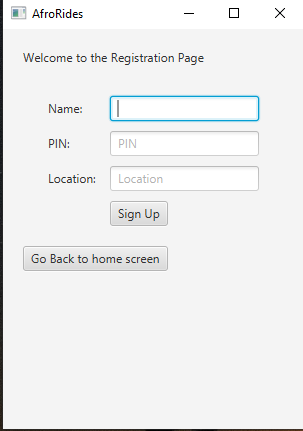 AfroRides
Welcome to the Registration Page
Name:
PIN: PIN
Location: Location
Sign Up
Go Back to home screen